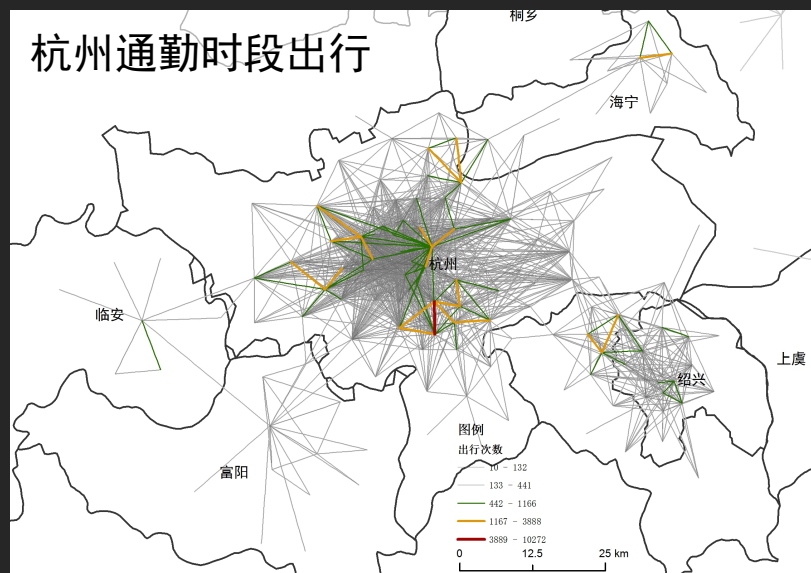 桐乡
杭州通勤时段出行
海宁
杭州
临安
上虞
绍兴
富阳
图例
出行次数
10 - 132
133 - 441
442 - 1166
1167 - 3888
3889 - 10272
0 12.5 25 km